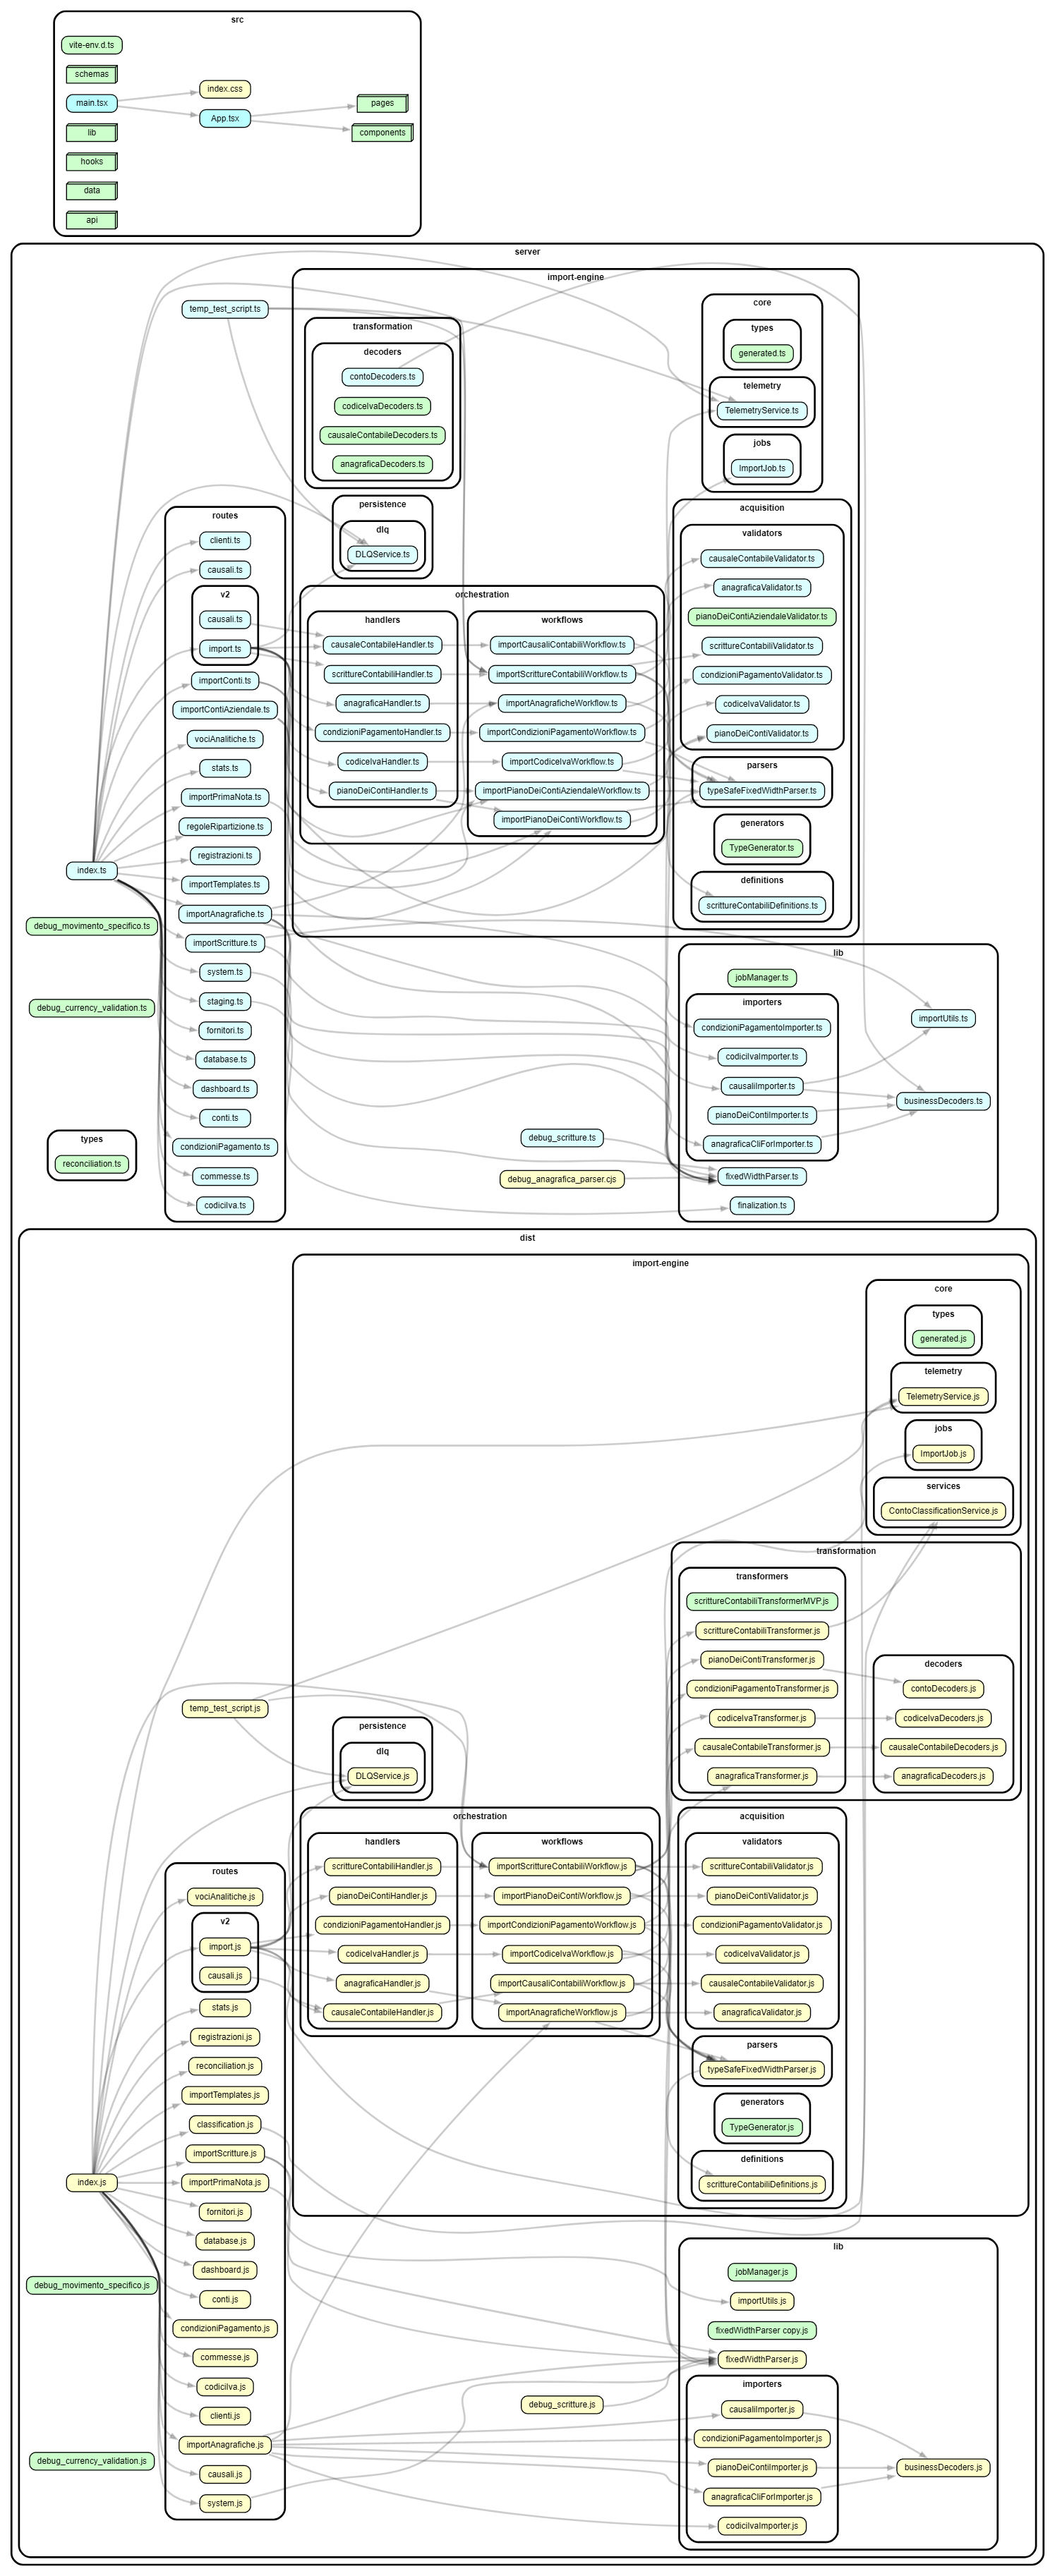 src
vite-env.d.ts
schemas
main.tsx
lib
hooks
data
api
index.css
App.tsx
pages
components
server
temp_test_script.ts
index.ts
debug_movimento_specifico.ts
debug_currency_validation.ts
types
reconciliation.ts
routes
clienti.ts
causali.ts
v2
causali.ts
import.ts
importConti.ts
importContiAziendale.ts
vociAnalitiche.ts
stats.ts
importPrimaNota.ts
regoleRipartizione.ts
registrazioni.ts
importTemplates.ts
importAnagrafiche.ts
importScritture.ts
system.ts
staging.ts
fornitori.ts
database.ts
dashboard.ts
conti.ts
condizioniPagamento.ts
commesse.ts
codiciIva.ts
import-engine
transformation
decoders
contoDecoders.ts
codiceIvaDecoders.ts
causaleContabileDecoders.ts
anagraficaDecoders.ts
persistence
dlq
DLQService.ts
orchestration
handlers
causaleContabileHandler.ts
scrittureContabiliHandler.ts
anagraficaHandler.ts
condizioniPagamentoHandler.ts
codiceIvaHandler.ts
pianoDeiContiHandler.ts
workflows
importCausaliContabiliWorkflow.ts
importScrittureContabiliWorkflow.ts
importAnagraficheWorkflow.ts
importCondizioniPagamentoWorkflow.ts
importCodiceIvaWorkflow.ts
importPianoDeiContiAziendaleWorkflow.ts
importPianoDeiContiWorkflow.ts
core
types
generated.ts
telemetry
TelemetryService.ts
jobs
ImportJob.ts
acquisition
validators
causaleContabileValidator.ts
anagraficaValidator.ts
pianoDeiContiAziendaleValidator.ts
scrittureContabiliValidator.ts
condizioniPagamentoValidator.ts
codiceIvaValidator.ts
pianoDeiContiValidator.ts
parsers
typeSafeFixedWidthParser.ts
generators
TypeGenerator.ts
definitions
scrittureContabiliDefinitions.ts
lib
jobManager.ts
importers
condizioniPagamentoImporter.ts
codiciIvaImporter.ts
causaliImporter.ts
pianoDeiContiImporter.ts
anagraficaCliForImporter.ts
importUtils.ts
businessDecoders.ts
debug_scritture.ts
debug_anagrafica_parser.cjs
fixedWidthParser.ts
finalization.ts
dist
import-engine
core
types
generated.js
telemetry
TelemetryService.js
jobs
ImportJob.js
services
ContoClassificationService.js
transformation
transformers
scrittureContabiliTransformerMVP.js
scrittureContabiliTransformer.js
pianoDeiContiTransformer.js
condizioniPagamentoTransformer.js
codiceIvaTransformer.js
causaleContabileTransformer.js
anagraficaTransformer.js
decoders
contoDecoders.js
codiceIvaDecoders.js
causaleContabileDecoders.js
anagraficaDecoders.js
temp_test_script.js
persistence
dlq
DLQService.js
orchestration
handlers
scrittureContabiliHandler.js
pianoDeiContiHandler.js
condizioniPagamentoHandler.js
codiceIvaHandler.js
anagraficaHandler.js
causaleContabileHandler.js
workflows
importScrittureContabiliWorkflow.js
importPianoDeiContiWorkflow.js
importCondizioniPagamentoWorkflow.js
importCodiceIvaWorkflow.js
importCausaliContabiliWorkflow.js
importAnagraficheWorkflow.js
acquisition
validators
scrittureContabiliValidator.js
pianoDeiContiValidator.js
condizioniPagamentoValidator.js
codiceIvaValidator.js
causaleContabileValidator.js
anagraficaValidator.js
parsers
typeSafeFixedWidthParser.js
generators
TypeGenerator.js
definitions
scrittureContabiliDefinitions.js
routes
vociAnalitiche.js
v2
import.js
causali.js
stats.js
registrazioni.js
reconciliation.js
importTemplates.js
classification.js
importScritture.js
importPrimaNota.js
fornitori.js
database.js
dashboard.js
conti.js
condizioniPagamento.js
commesse.js
codiciIva.js
clienti.js
importAnagrafiche.js
causali.js
system.js
index.js
debug_movimento_specifico.js
debug_currency_validation.js
lib
jobManager.js
importUtils.js
fixedWidthParser copy.js
fixedWidthParser.js
debug_scritture.js
importers
causaliImporter.js
condizioniPagamentoImporter.js
pianoDeiContiImporter.js
anagraficaCliForImporter.js
codiciIvaImporter.js
businessDecoders.js